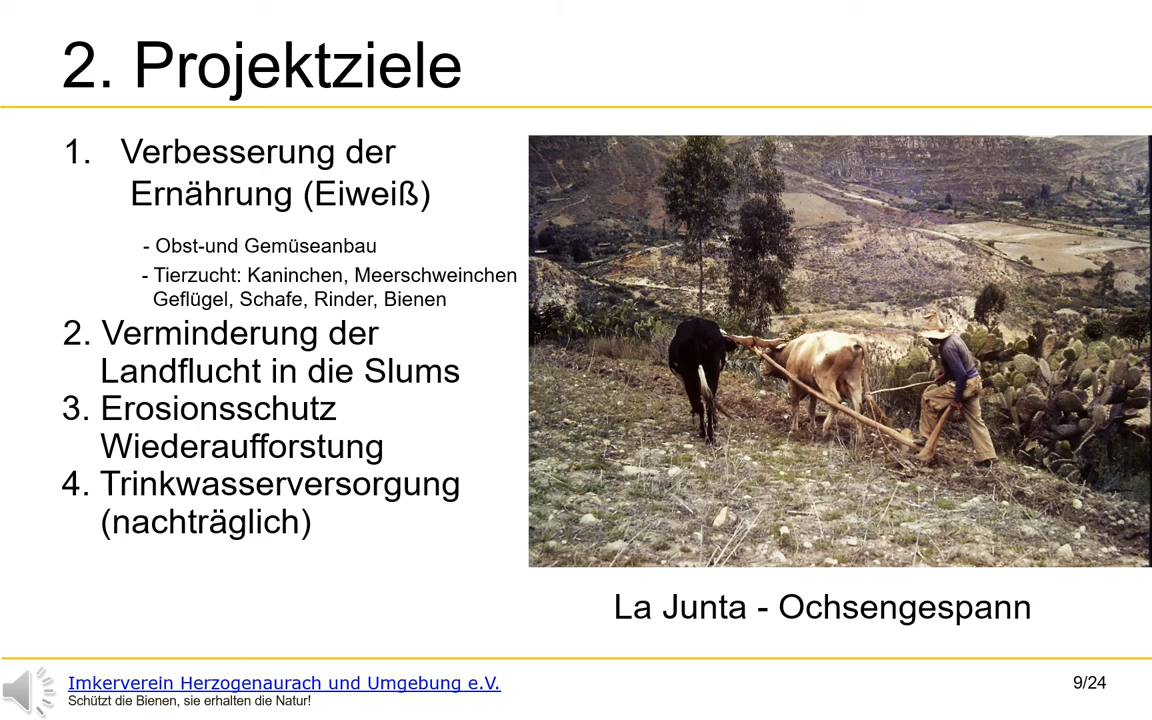 2. Projektziele
1. Verbesserung der
Ernährung (Eiweiß)
- Obst-und Gemüseanbau
- Tierzucht: Kaninchen, Meerschweinchen
Geflügel, Schafe, Rinder, Bienen
2. Verminderung der
Landflucht in die Slums
3. Erosionsschutz
Wiederaufforstung
4. Trinkwasserversorgung
(nachträglich)
La Junta - Ochsengespann
Imkerverein Herzogenaurach und Umgebung e.V.
Schützt die Bienen, sie erhalten die Natur!
9/24